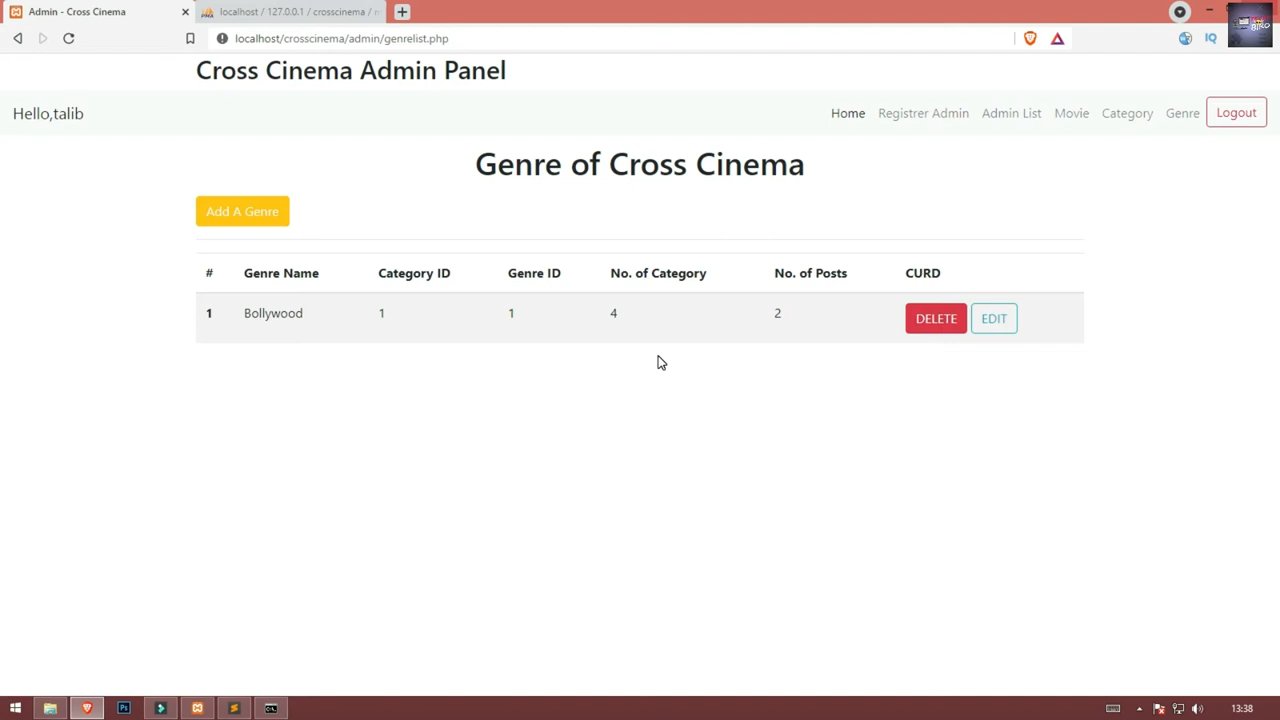 Admin - Cross Cinema
localhost / 127.0.0.1 / crosscinema /
localhost/crosscinema/admin/genrelist.php
Cross Cinema Admin Panel
Hello,talib
Home Registrer Admin Admin List Movie Category Genre Logout
Genre of Cross Cinema
Add A Genre
# Genre Name Category ID Genre ID No. of Category No. of Posts CURD
1 Bollywood 1 1 4 2 DELETE EDIT
13:38